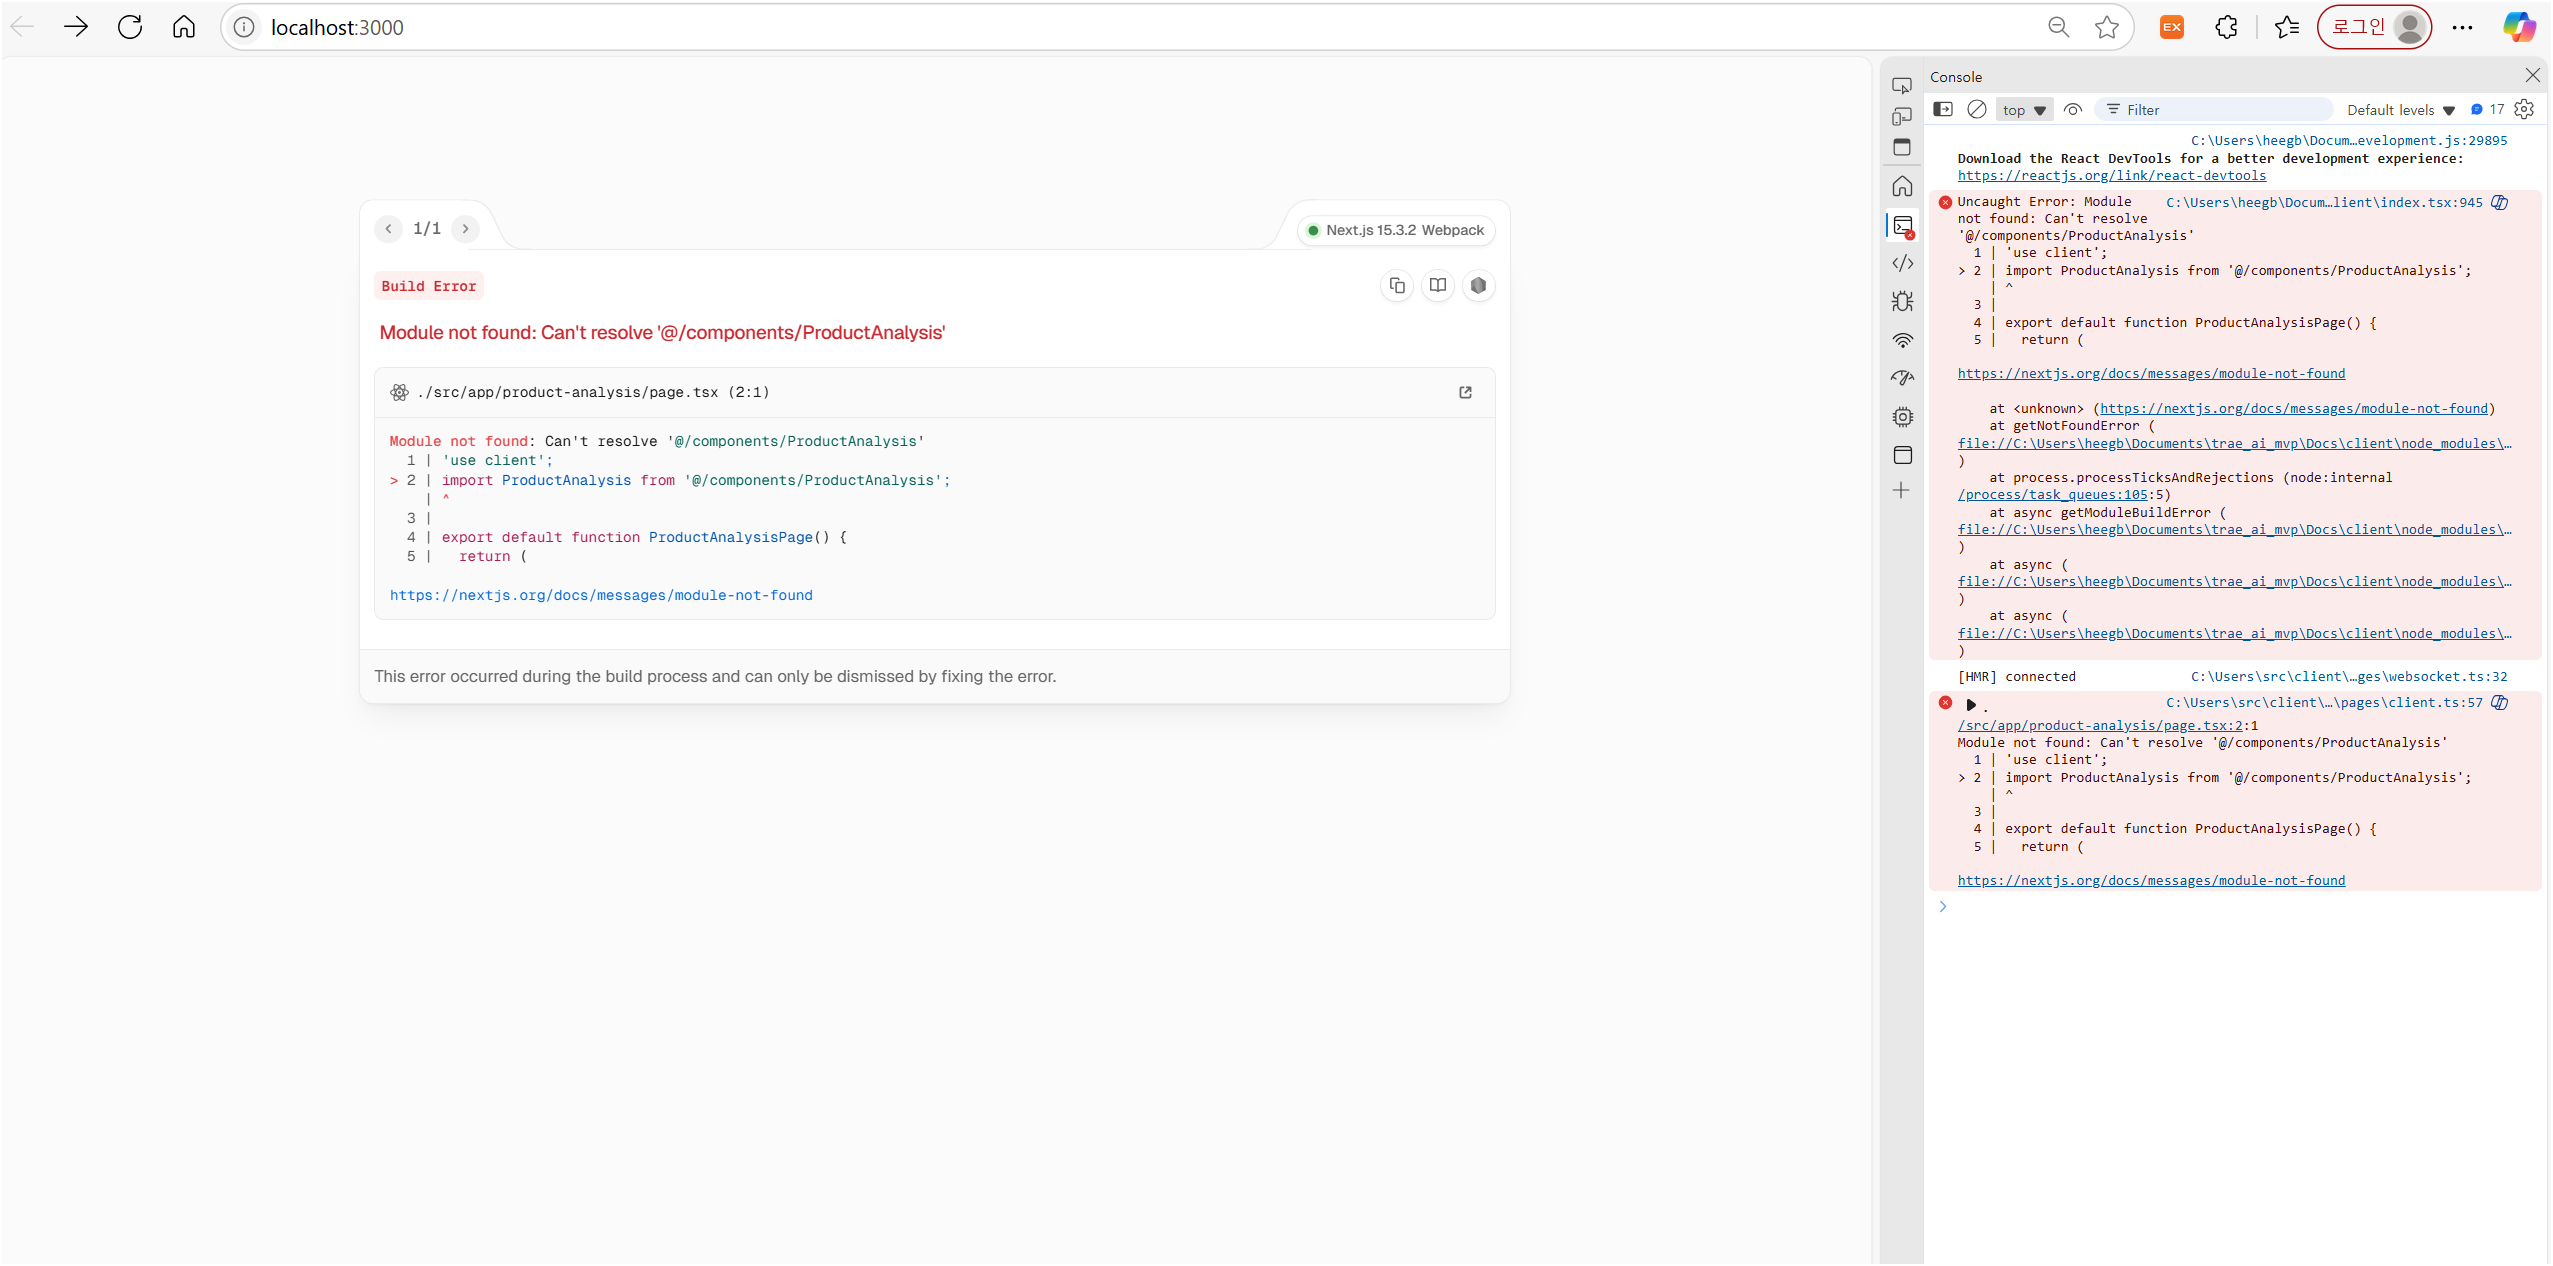 localhost:3000
EX
로그인
1/1
Next.js 15.3.2 Webpack
Build Error
Module not found: Can't resolve '@/components/ProductAnalysis'
./src/app/product-analysis/page.tsx (2:1)
Module not found: Can't resolve '@/components/ProductAnalysis'
1 | 'use client';
> 2 | import ProductAnalysis from '@/components/ProductAnalysis';
| ^
3 |
4 | export default function ProductAnalysisPage() {
5 |   return (
https://nextjs.org/docs/messages/module-not-found
This error occurred during the build process and can only be dismissed by fixing the error.
Console
top
Filter
Default levels
17
C:\Users\heegb\Docum…evelopment.js:29895
Download the React DevTools for a better development experience:
https://reactjs.org/link/react-devtools
Uncaught Error: Module C:\Users\heegb\Docum…lient\index.tsx:945
not found: Can't resolve
'@/components/ProductAnalysis'
1 | 'use client';
> 2 | import ProductAnalysis from '@/components/ProductAnalysis';
| ^
3 |
4 | export default function ProductAnalysisPage() {
5 |   return (
https://nextjs.org/docs/messages/module-not-found
at <unknown> (https://nextjs.org/docs/messages/module-not-found)
at getNotFoundError (
file://C:\Users\heegb\Documents\trae_ai_mvp\Docs\client\node_modules\…
)
at process.processTicksAndRejections (node:internal
/process/task_queues:105:5)
at async getModuleBuildError (
file://C:\Users\heegb\Documents\trae_ai_mvp\Docs\client\node_modules\…
)
at async (
file://C:\Users\heegb\Documents\trae_ai_mvp\Docs\client\node_modules\…
)
at async (
file://C:\Users\heegb\Documents\trae_ai_mvp\Docs\client\node_modules\…
)
[HMR] connected C:\Users\src\client\…ges\websocket.ts:32
. C:\Users\src\client\…\pages\client.ts:57
/src/app/product-analysis/page.tsx:2:1
Module not found: Can't resolve '@/components/ProductAnalysis'
1 | 'use client';
> 2 | import ProductAnalysis from '@/components/ProductAnalysis';
| ^
3 |
4 | export default function ProductAnalysisPage() {
5 |   return (
https://nextjs.org/docs/messages/module-not-found